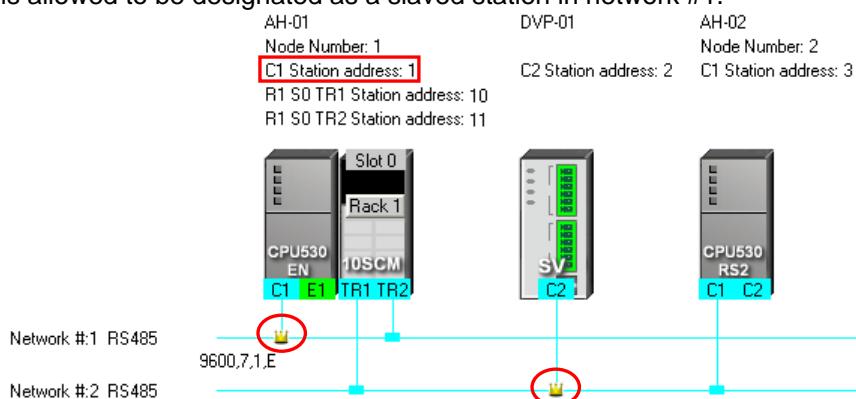 is allowed to be designated as a slaved station in network #1.
AH-01 DVP-01 AH-02
Node Number: 1 Node Number: 2
C1 Station address: 1 C2 Station address: 2 C1 Station address: 3
R1 S0 TR1 Station address: 10
R1 S0 TR2 Station address: 11
Slot 0
Rack 1
CPU530 EN 10SCM SV CPU530 RS2
C1 E1 TR1 TR2 C2 C1 C2
Network #:1 RS485
9600,7,1,E
Network #:2 RS485